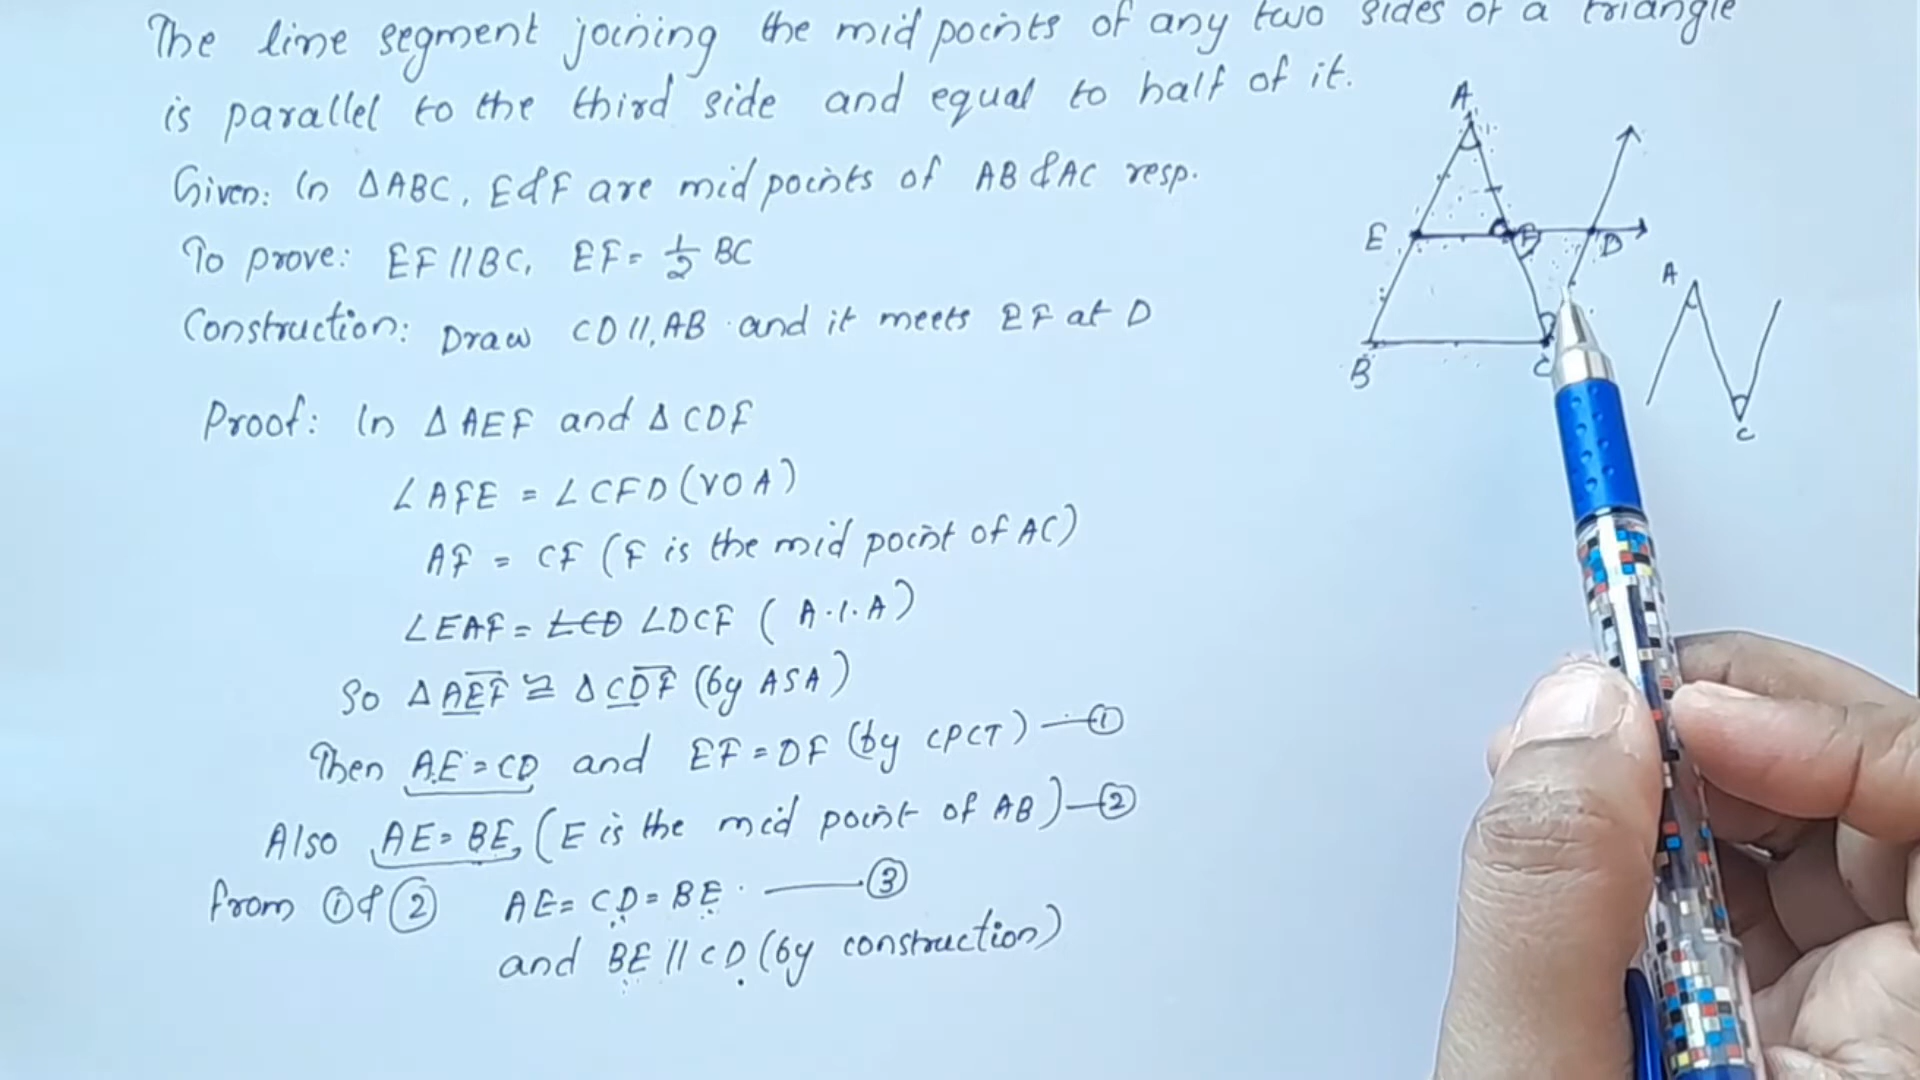 The line segment joining the mid points of any two sides of a triangle
is parallel to the third side and equal to half of it.
Given: In ΔABC, E&F are mid points of AB & AC resp.
To prove: EF // BC, EF = 1/2 BC
Construction: Draw CD // AB and it meets EF at D
Proof: In Δ AEF and Δ CDF
∠AFE = ∠CFD (VOA)
AF = CF (F is the mid point of AC)
∠EAF = ∠CD ∠DCF (A.I.A)
So Δ AEF ≅ Δ CDF (by ASA)
Then AE = CD and EF = DF (by CPCT) — ①
Also AE = BE, (E is the mid point of AB) — ②
from ① & ② AE = CD = BE. — ③
and BE // CD (by construction)
A
E F D
B C
A
C